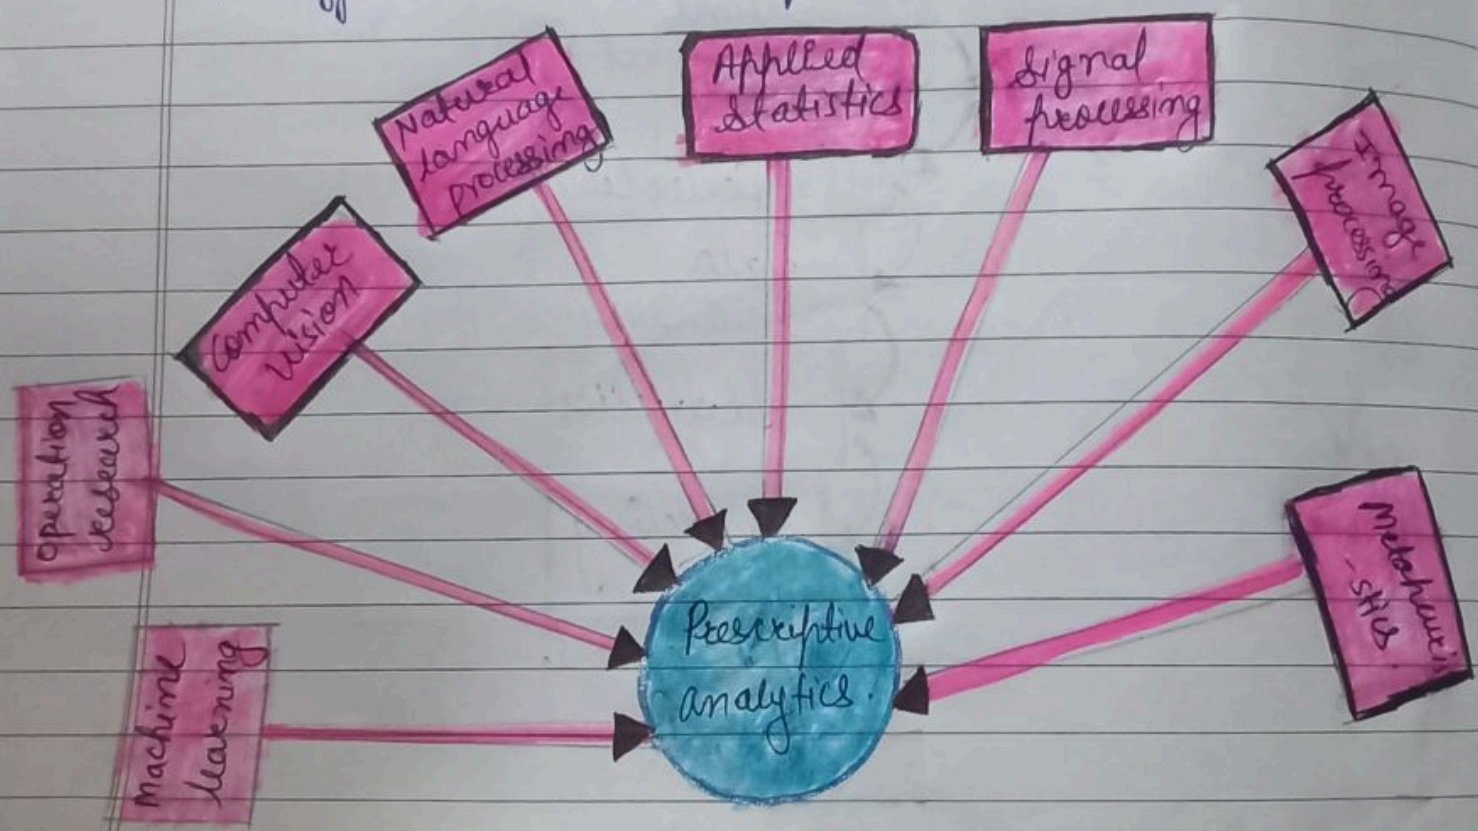 Natural
language
processing
Applied
statistics
Signal
processing
Image
processing
Computer
vision
Operation
research
Metaheuri
-stics
Machine
learning
Prescriptive
analytics.